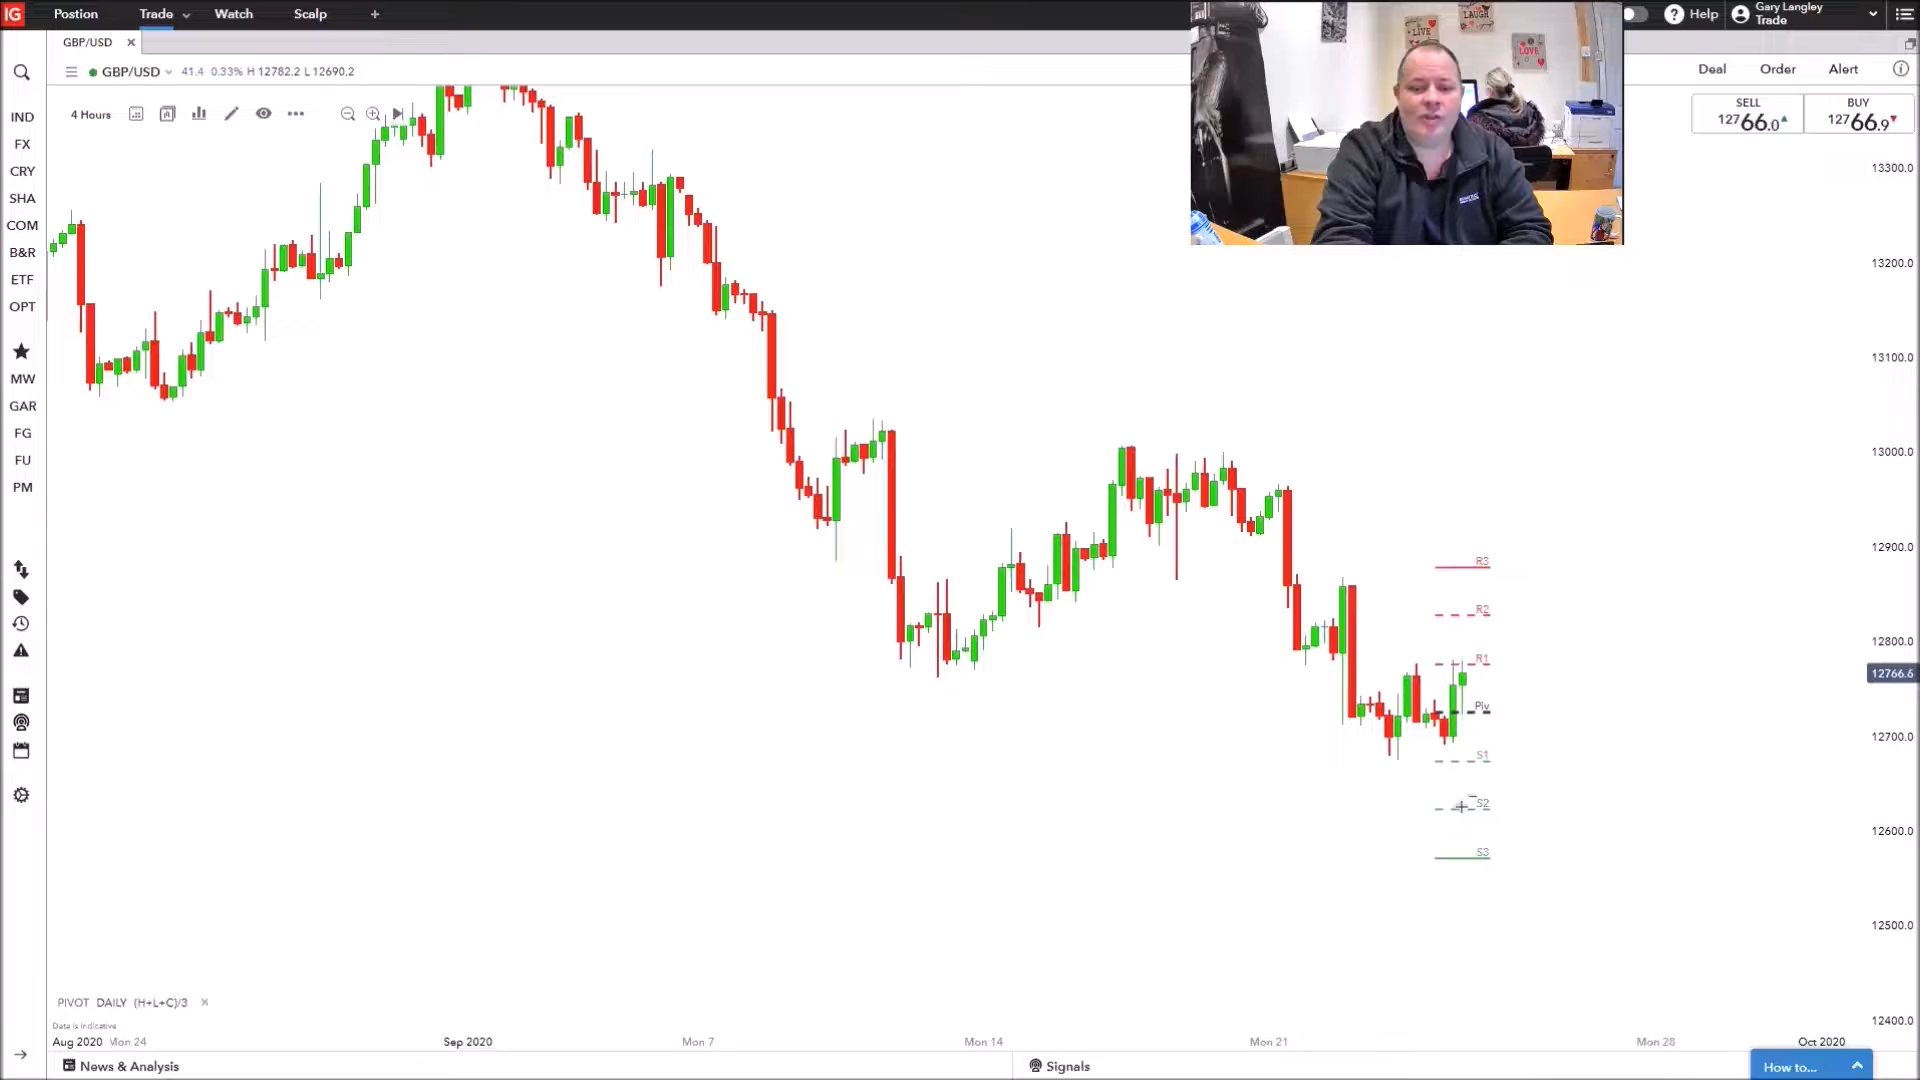 IG Postion Trade Watch Scalp + Help Gary Langley
Trade
GBP/USD
GBP/USD 41.4 0.33% H 12782.2 L 12690.2
Deal Order Alert
4 Hours
SELL
12766.0
BUY
12766.9
IND
FX
CRY
SHA
COM
B&R
ETF
OPT
MW
GAR
FG
FU
PM
LIVE
LAUGH
LOVE
13300.0
13200.0
13100.0
13000.0
12900.0
12800.0
12766.6
12700.0
12600.0
12500.0
12400.0
R3
R2
R1
Piv
S1
S2
S3
PIVOT DAILY (H+L+C)/3
Data is indicative
Aug 2020 Mon 24 Sep 2020 Mon 7 Mon 14 Mon 21 Mon 28 Oct 2020
News & Analysis Signals How to...